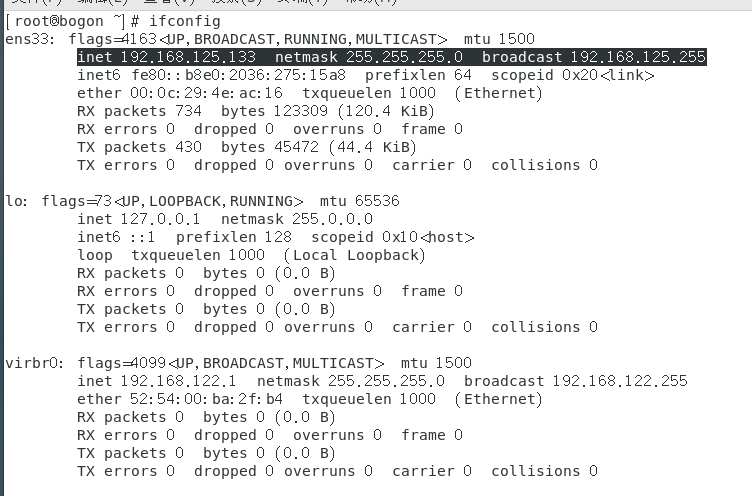 [root@bogon ~]# ifconfig
ens33: flags=4163<UP,BROADCAST,RUNNING,MULTICAST>  mtu 1500
        inet 192.168.125.133  netmask 255.255.255.0  broadcast 192.168.125.255
        inet6 fe80::b8e0:2036:275:15a8  prefixlen 64  scopeid 0x20<link>
        ether 00:0c:29:4e:ac:16  txqueuelen 1000  (Ethernet)
        RX packets 734  bytes 123309 (120.4 KiB)
        RX errors 0  dropped 0  overruns 0  frame 0
        TX packets 430  bytes 45472 (44.4 KiB)
        TX errors 0  dropped 0 overruns 0  carrier 0  collisions 0

lo: flags=73<UP,LOOPBACK,RUNNING>  mtu 65536
        inet 127.0.0.1  netmask 255.0.0.0
        inet6 ::1  prefixlen 128  scopeid 0x10<host>
        loop  txqueuelen 1000  (Local Loopback)
        RX packets 0  bytes 0 (0.0 B)
        RX errors 0  dropped 0  overruns 0  frame 0
        TX packets 0  bytes 0 (0.0 B)
        TX errors 0  dropped 0 overruns 0  carrier 0  collisions 0

virbr0: flags=4099<UP,BROADCAST,MULTICAST>  mtu 1500
        inet 192.168.122.1  netmask 255.255.255.0  broadcast 192.168.122.255
        ether 52:54:00:ba:2f:b4  txqueuelen 1000  (Ethernet)
        RX packets 0  bytes 0 (0.0 B)
        RX errors 0  dropped 0  overruns 0  frame 0
        TX packets 0  bytes 0 (0.0 B)
        TX errors 0  dropped 0 overruns 0  carrier 0  collisions 0